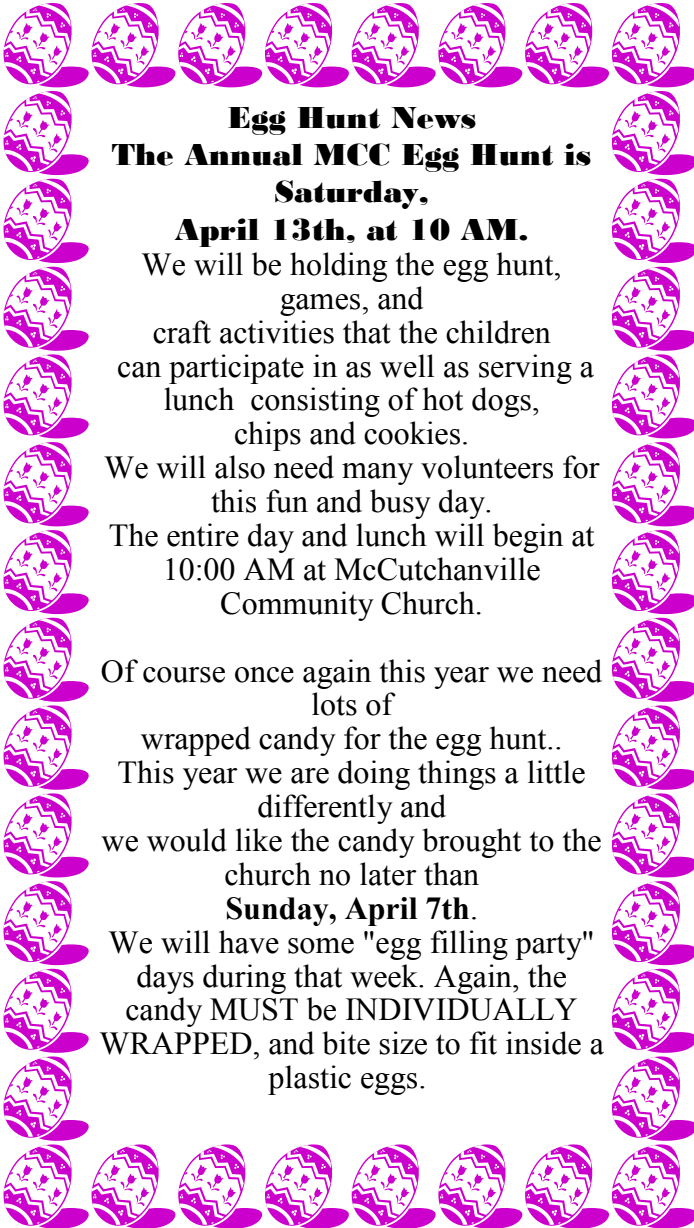 Egg Hunt News
The Annual MCC Egg Hunt is
Saturday,
April 13th, at 10 AM.
We will be holding the egg hunt,
games, and
craft activities that the children
can participate in as well as serving a
lunch  consisting of hot dogs,
chips and cookies.
We will also need many volunteers for
this fun and busy day.
The entire day and lunch will begin at
10:00 AM at McCutchanville
Community Church.
Of course once again this year we need
lots of
wrapped candy for the egg hunt..
This year we are doing things a little
differently and
we would like the candy brought to the
church no later than
Sunday, April 7th.
We will have some "egg filling party"
days during that week. Again, the
candy MUST be INDIVIDUALLY
WRAPPED, and bite size to fit inside a
plastic eggs.